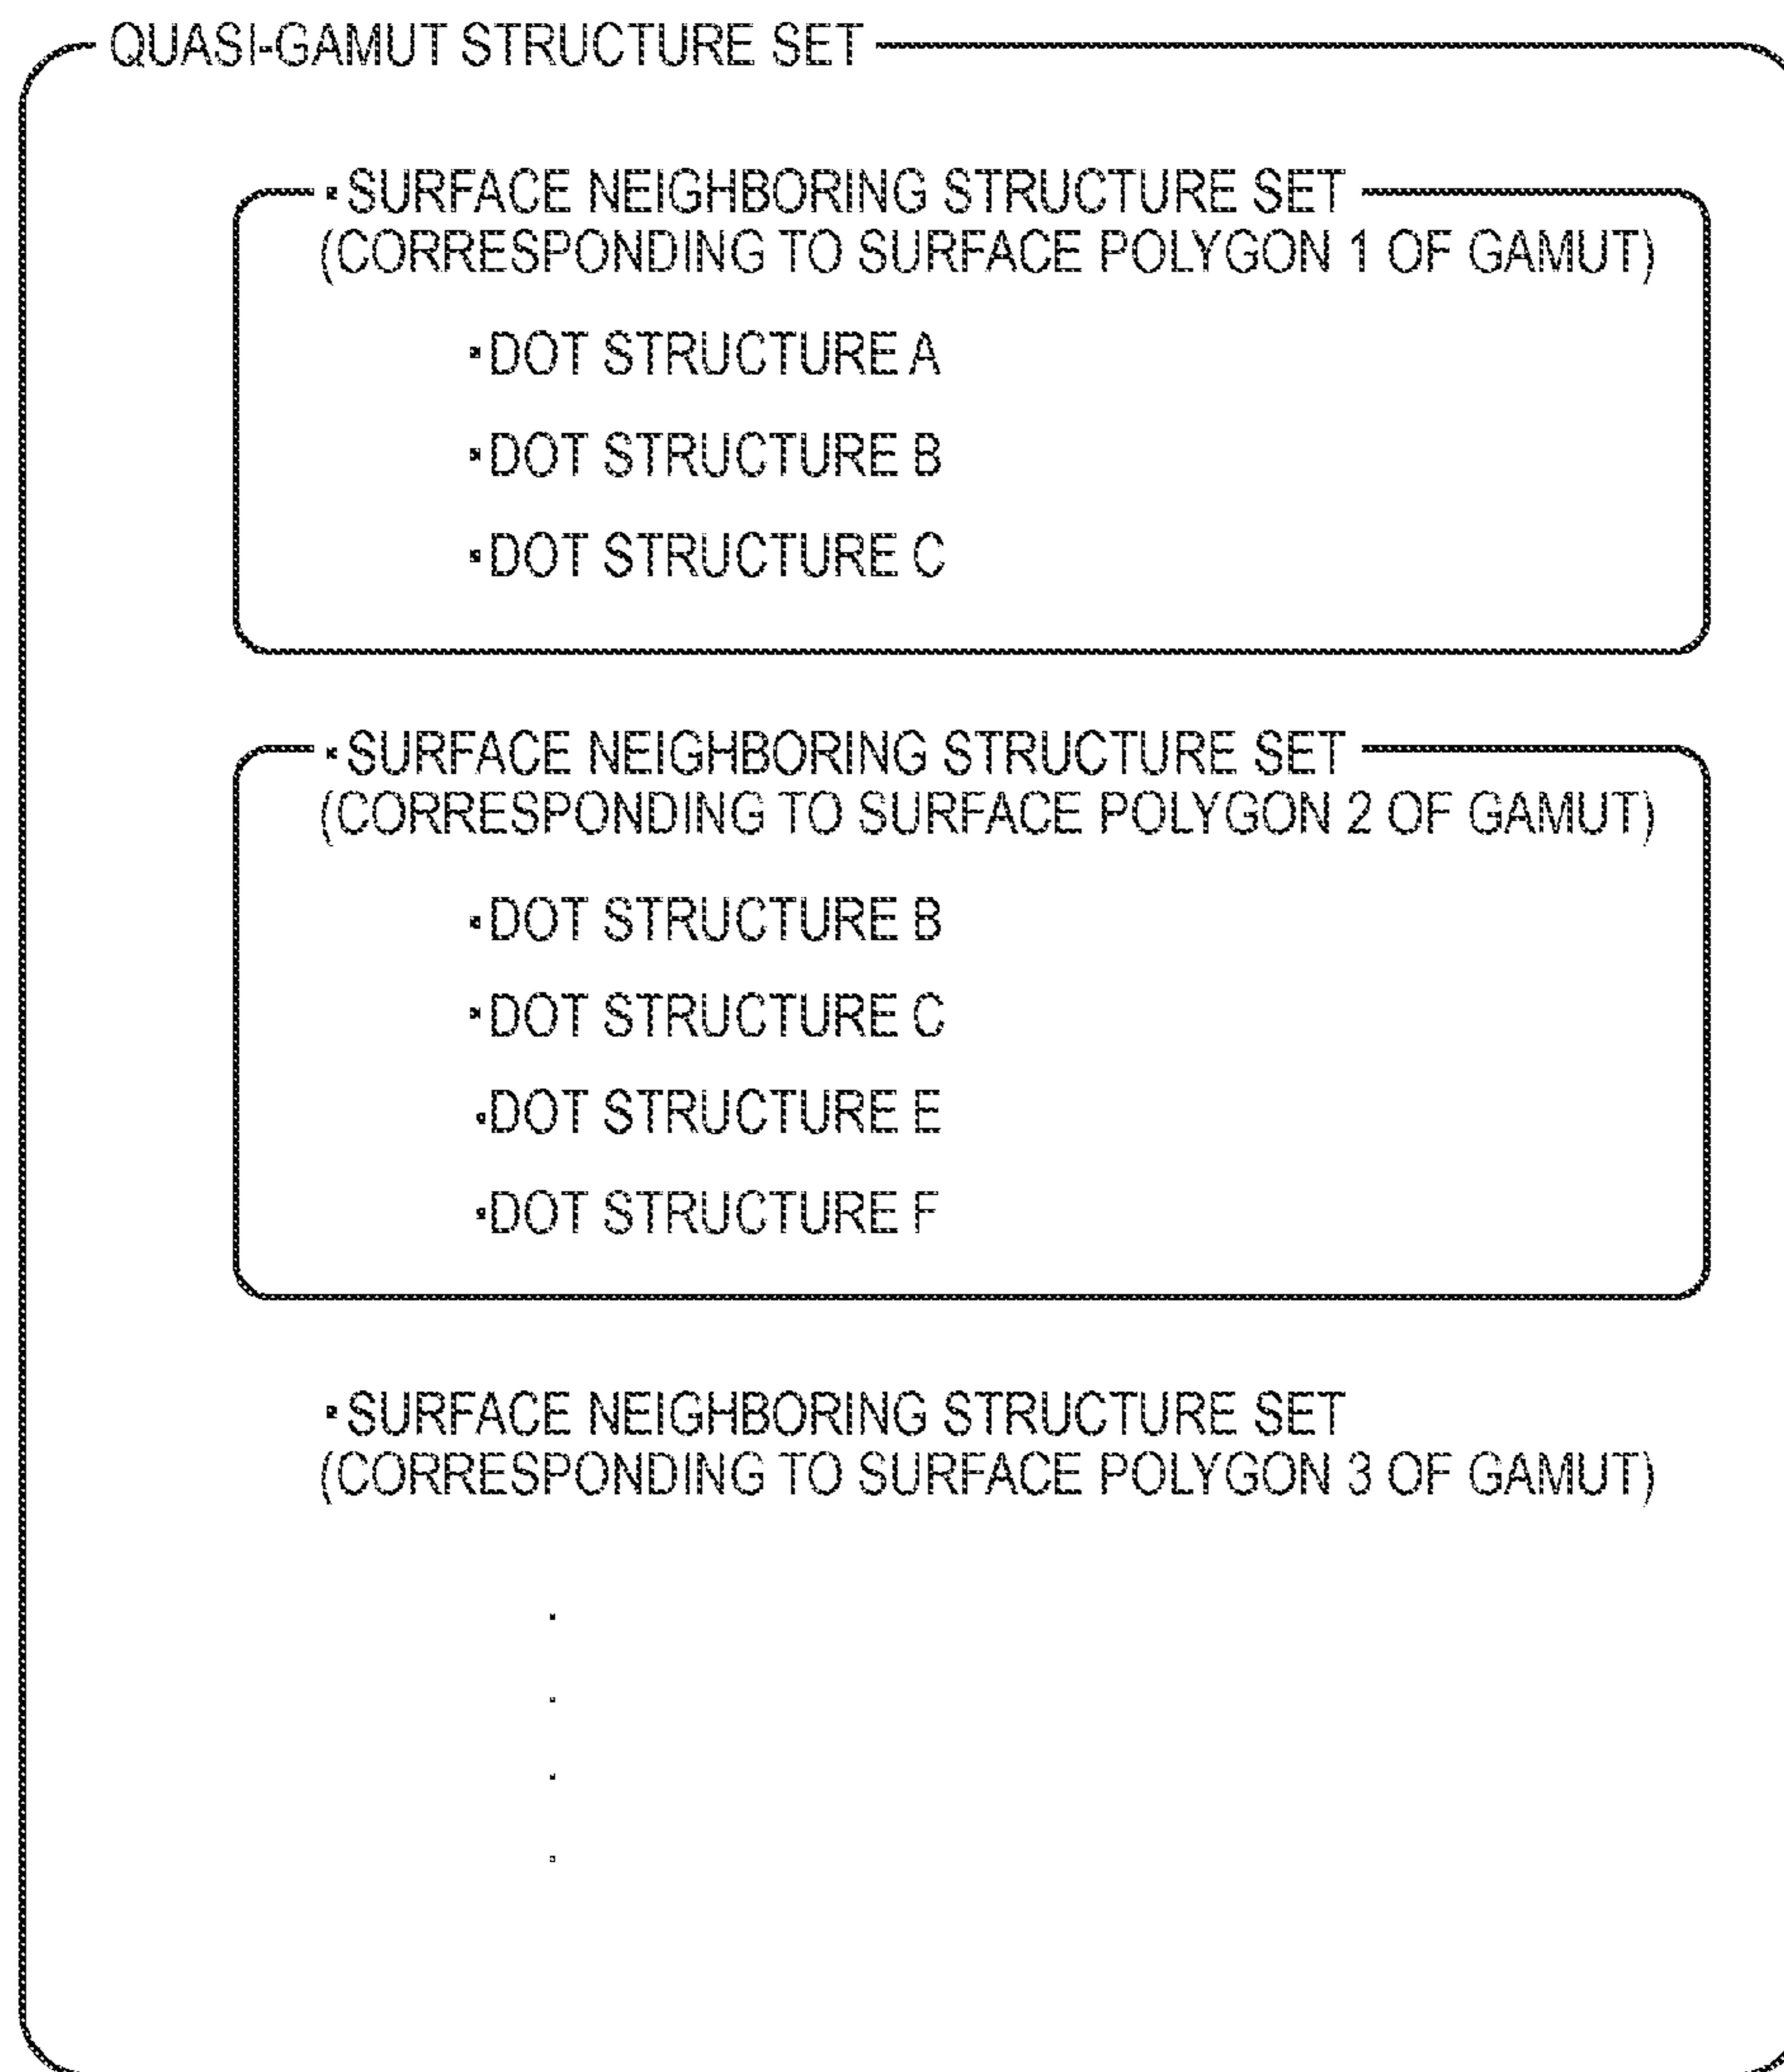 QUASI-GAMUT STRUCTURE SET
▪SURFACE NEIGHBORING STRUCTURE SET
(CORRESPONDING TO SURFACE POLYGON 1 OF GAMUT)
▪DOT STRUCTURE A
▪DOT STRUCTURE B
▪DOT STRUCTURE C
▪SURFACE NEIGHBORING STRUCTURE SET
(CORRESPONDING TO SURFACE POLYGON 2 OF GAMUT)
▪DOT STRUCTURE B
▪DOT STRUCTURE C
▪DOT STRUCTURE E
▪DOT STRUCTURE F
▪SURFACE NEIGHBORING STRUCTURE SET
(CORRESPONDING TO SURFACE POLYGON 3 OF GAMUT)
.
.
.
.